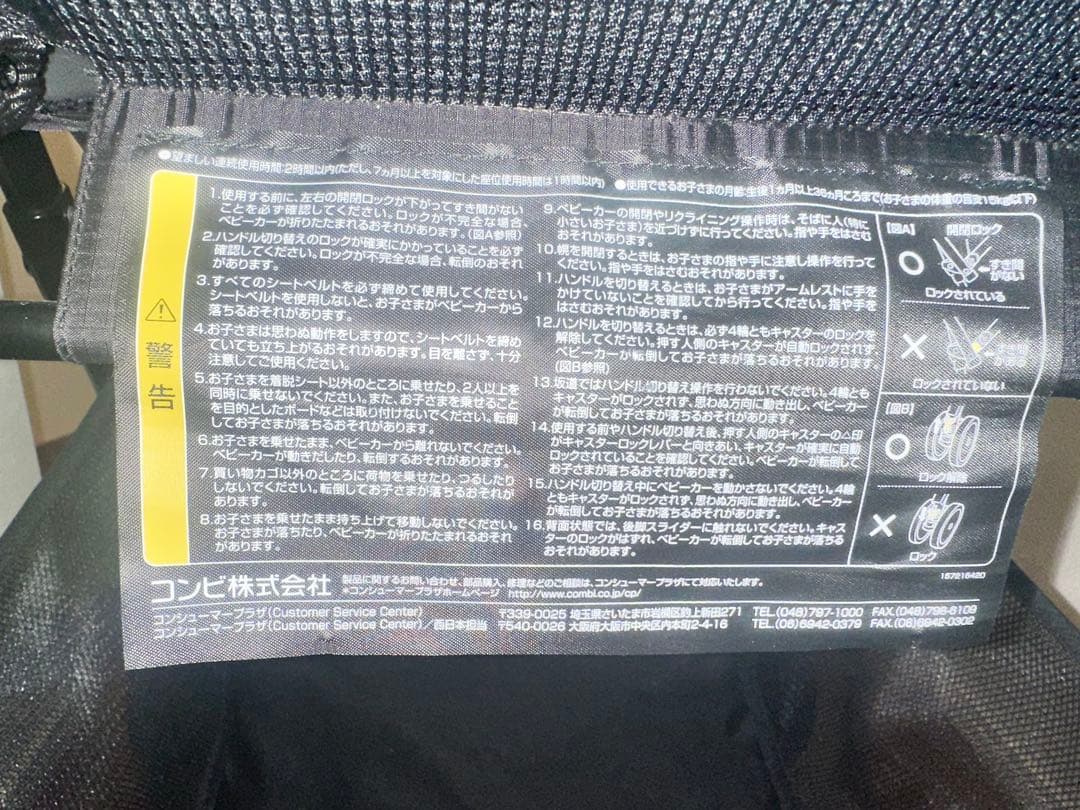 ●望ましい連続使用時間:2時間以内(ただし、7ヵ月以上を対象にした座位使用時間は1時間以内) ●使用できるお子さまの月齢:生後1ヵ月以上36ヵ月ころまで(お子さまの体重の目安15kg以下)
警告
1.使用する前に、左右の開閉ロックが下がってすき間がない
ことを必ず確認してください。ロックが不完全な場合、
ベビーカーが折りたたまれるおそれがあります。(図A参照)
2.ハンドル切り替えのロックが確実にかかっていることを必ず
確認してください。ロックが不完全な場合、転倒のおそれ
があります。
3.すべてのシートベルトを必ず締めて使用してください。
シートベルトを使用しないと、お子さまがベビーカーから
落ちるおそれがあります。
4.お子さまは思わぬ動作をしますので、シートベルトを締め
ていても立ち上がるおそれがあります。目を離さず、十分
注意してご使用ください。
5.お子さまを着脱シート以外のところに乗せたり、2人以上を
同時に乗せないでください。また、お子さまを乗せること
を目的としたボードなどは取り付けないでください。転倒
してお子さまが落ちるおそれがあります。
6.お子さまを乗せたまま、ベビーカーから離れないでください。
ベビーカーが動きだしたり、転倒するおそれがあります。
7.買い物カゴ以外のところに荷物を乗せたり、つるしたり
しないでください。転倒してお子さまが落ちるおそれが
あります。
8.お子さまを乗せたまま持ち上げて移動しないでください。
お子さまが落ちたり、ベビーカーが折りたたまれるおそれ
があります。
9.ベビーカーの開閉やリクライニング操作時は、そばに人(特に
小さいお子さま)を近づけずに行ってください。指や手をはさむ
おそれがあります。
10.幌を開閉するときは、お子さまの指や手に注意し操作を行って
ください。指や手をはさむおそれがあります。
11.ハンドルを切り替えるときは、お子さまがアームレストに手を
かけていないことを確認してから行ってください。指や手を
はさむおそれがあります。
12.ハンドルを切り替えるときは、必ず4輪ともキャスターのロックを
解除してください。押す人側のキャスターが自動ロックされず
ベビーカーが転倒してお子さまが落ちるおそれがあります。
(図B参照)
13.坂道ではハンドル切り替え操作を行わないでください。4輪とも
キャスターがロックされず、思わぬ方向に動き出し、ベビーカー
が転倒してお子さまが落ちるおそれがあります。
14.使用する前やハンドル切り替え後、押す人側のキャスターの△印
がキャスターロックレバーと向きあい、キャスターが確実に自動
ロックされていることを確認してください。ベビーカーが転倒して
お子さまが落ちるおそれがあります。
15.ハンドル切り替え中にベビーカーを動かさないでください。4輪
ともキャスターがロックされず、思わぬ方向に動き出し、ベビーカー
が転倒してお子さまが落ちるおそれがあります。
16.背面状態では、後脚スライダーに触れないでください。キャス
ターのロックがはずれ、ベビーカーが転倒してお子さまが落ちる
おそれがあります。
[図A] 開閉ロック
すき間
がない
ロックされている
ロックされていない
[図B]
ロック解除
ロック
157216420
コンビ株式会社 製品に関するお問い合わせ、部品購入、修理などのご相談は、コンシューマープラザにて対応いたします。
*コンシューマープラザホームページ http://www.combi.co.jp/cp/
コンシューマープラザ(Customer Service Center) 〒339-0025 埼玉県さいたま市岩槻区釣上新田271 TEL.(048)797-1000 FAX.(048)798-6109
コンシューマープラザ(Customer Service Center)/西日本担当 〒540-0026 大阪府大阪市中央区内本町2-4-16 TEL.(06)6942-0379 FAX.(06)6942-0302